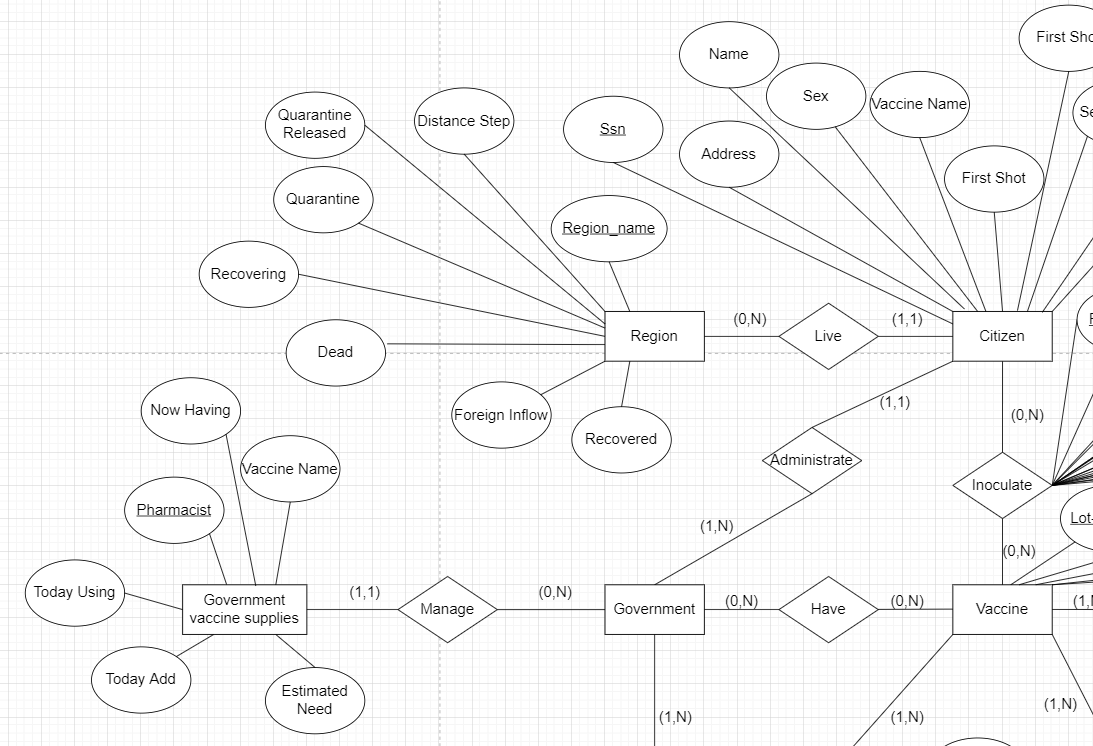 First Sho
Name
Sex
Vaccine Name
Quarantine
Released
Distance Step
Ssn
Address
First Shot
Quarantine
Region_name
Recovering
(0,N)
(1,1)
Region
Live
Citizen
Dead
(1,1)
Now Having
Foreign Inflow
(0,N)
Recovered
Vaccine Name
Administrate
Inoculate
Pharmacist
Lot-
(1,N)
(0,N)
Today Using
(1,1)
(0,N)
Government
vaccine supplies
Manage
Government
(0,N)
Have
(0,N)
Vaccine
(1,N
Today Add
Estimated
Need
(1,N)
(1,N)
(1,N)